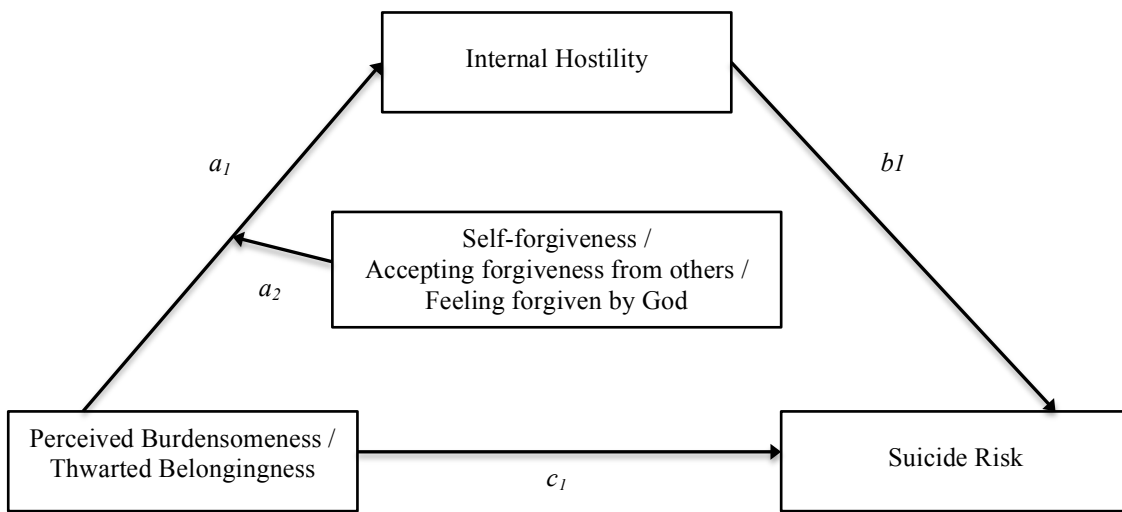 Internal Hostility
a1
b1
Self-forgiveness /
Accepting forgiveness from others /
Feeling forgiven by God
a2
Perceived Burdensomeness /
Thwarted Belongingness
Suicide Risk
c1